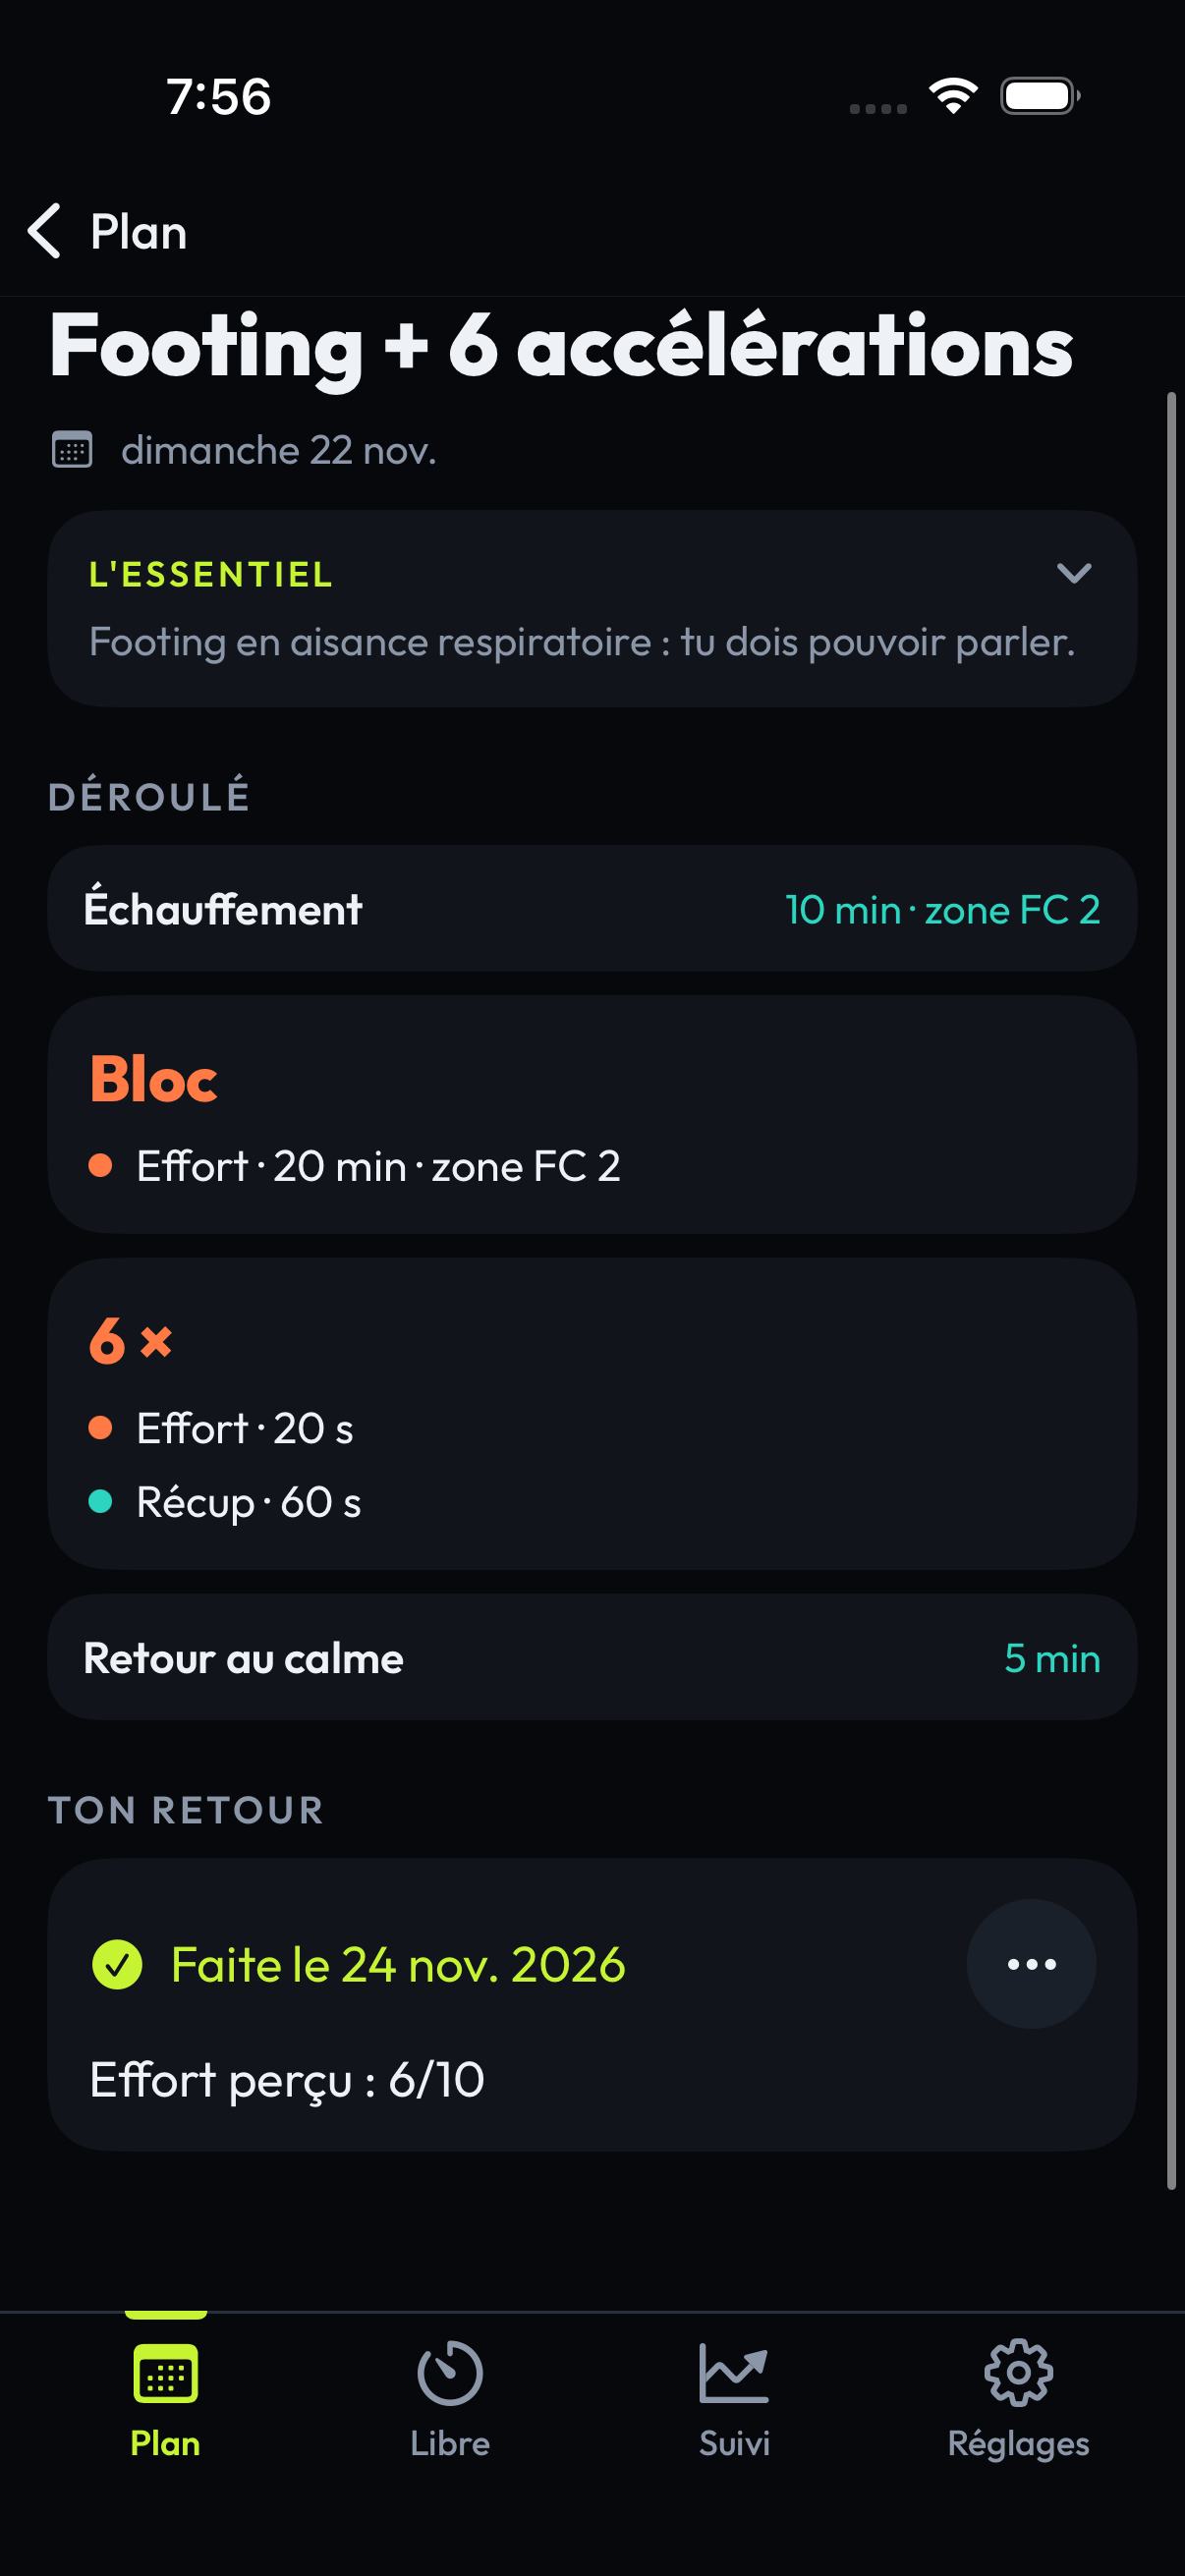 7:56
Plan
Footing + 6 accélérations
dimanche 22 nov.
L'ESSENTIEL
Footing en aisance respiratoire : tu dois pouvoir parler.
DÉROULÉ
Échauffement
10 min · zone FC 2
Bloc
Effort · 20 min · zone FC 2
6 ×
Effort · 20 s
Récup · 60 s
Retour au calme
5 min
TON RETOUR
Faite le 24 nov. 2026
Effort perçu : 6/10
Plan
Libre
Suivi
Réglages